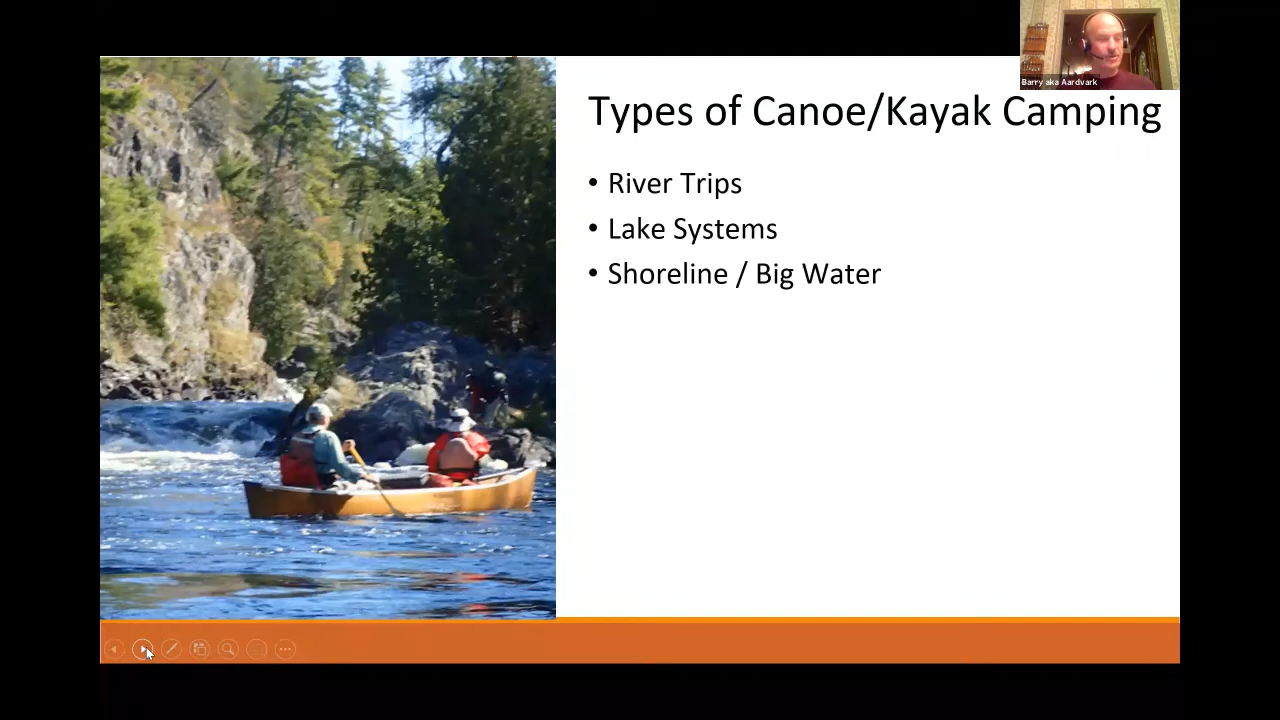 Barry aka Aardvark
Types of Canoe/Kayak Camping
• River Trips
• Lake Systems
• Shoreline / Big Water